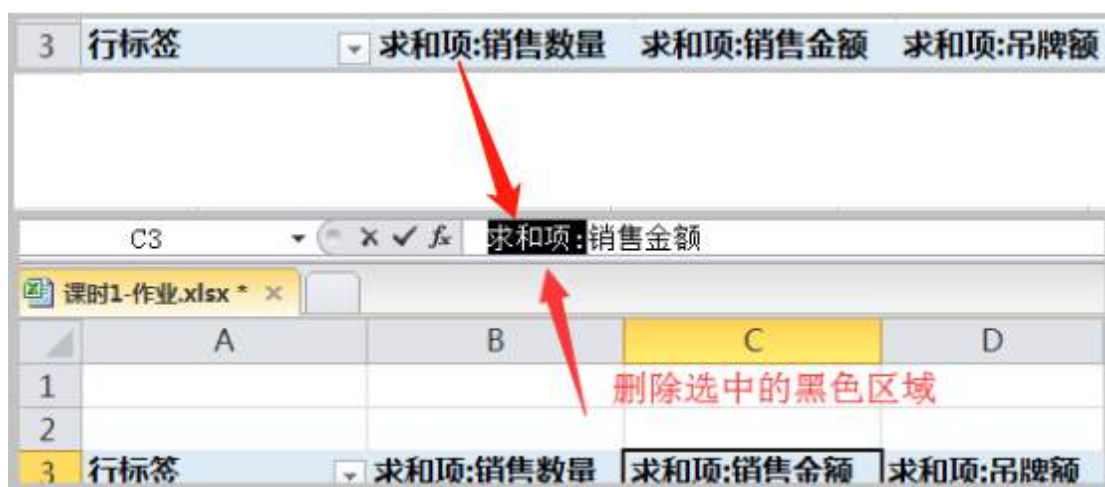 3 行标签 求和项:销售数量 求和项:销售金额 求和项:吊牌额
C3 fx 求和项:销售金额
课时1-作业.xlsx *
A B C D
1 删除选中的黑色区域
2
3 行标签 求和项:销售数量 求和项:销售金额 求和项:吊牌额